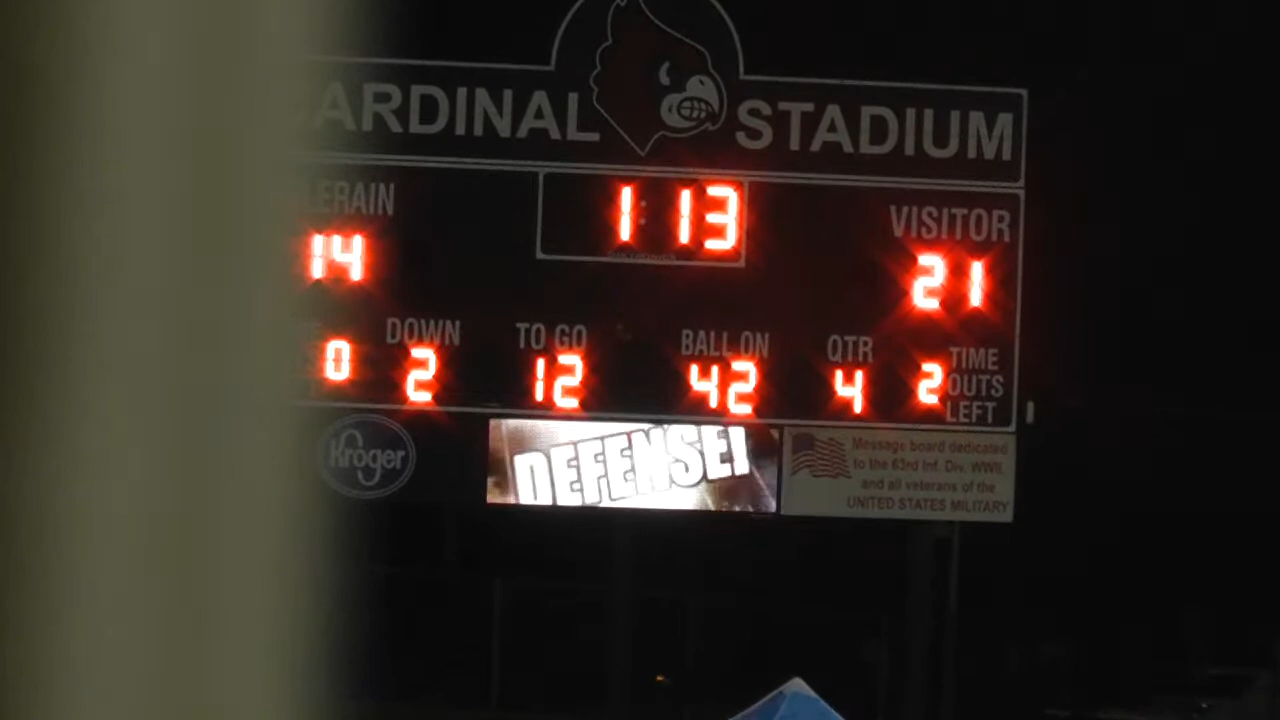 ARDINAL STADIUM
LERAIN 1:13 VISITOR
14 21
DOWN TO GO BALL ON QTR TIME OUTS LEFT
0 2 12 42 4 2
Kröger
DEFENSE!
Message board dedicated
to the 63rd Inf. Div. WWII.
and all veterans of the
UNITED STATES MILITARY